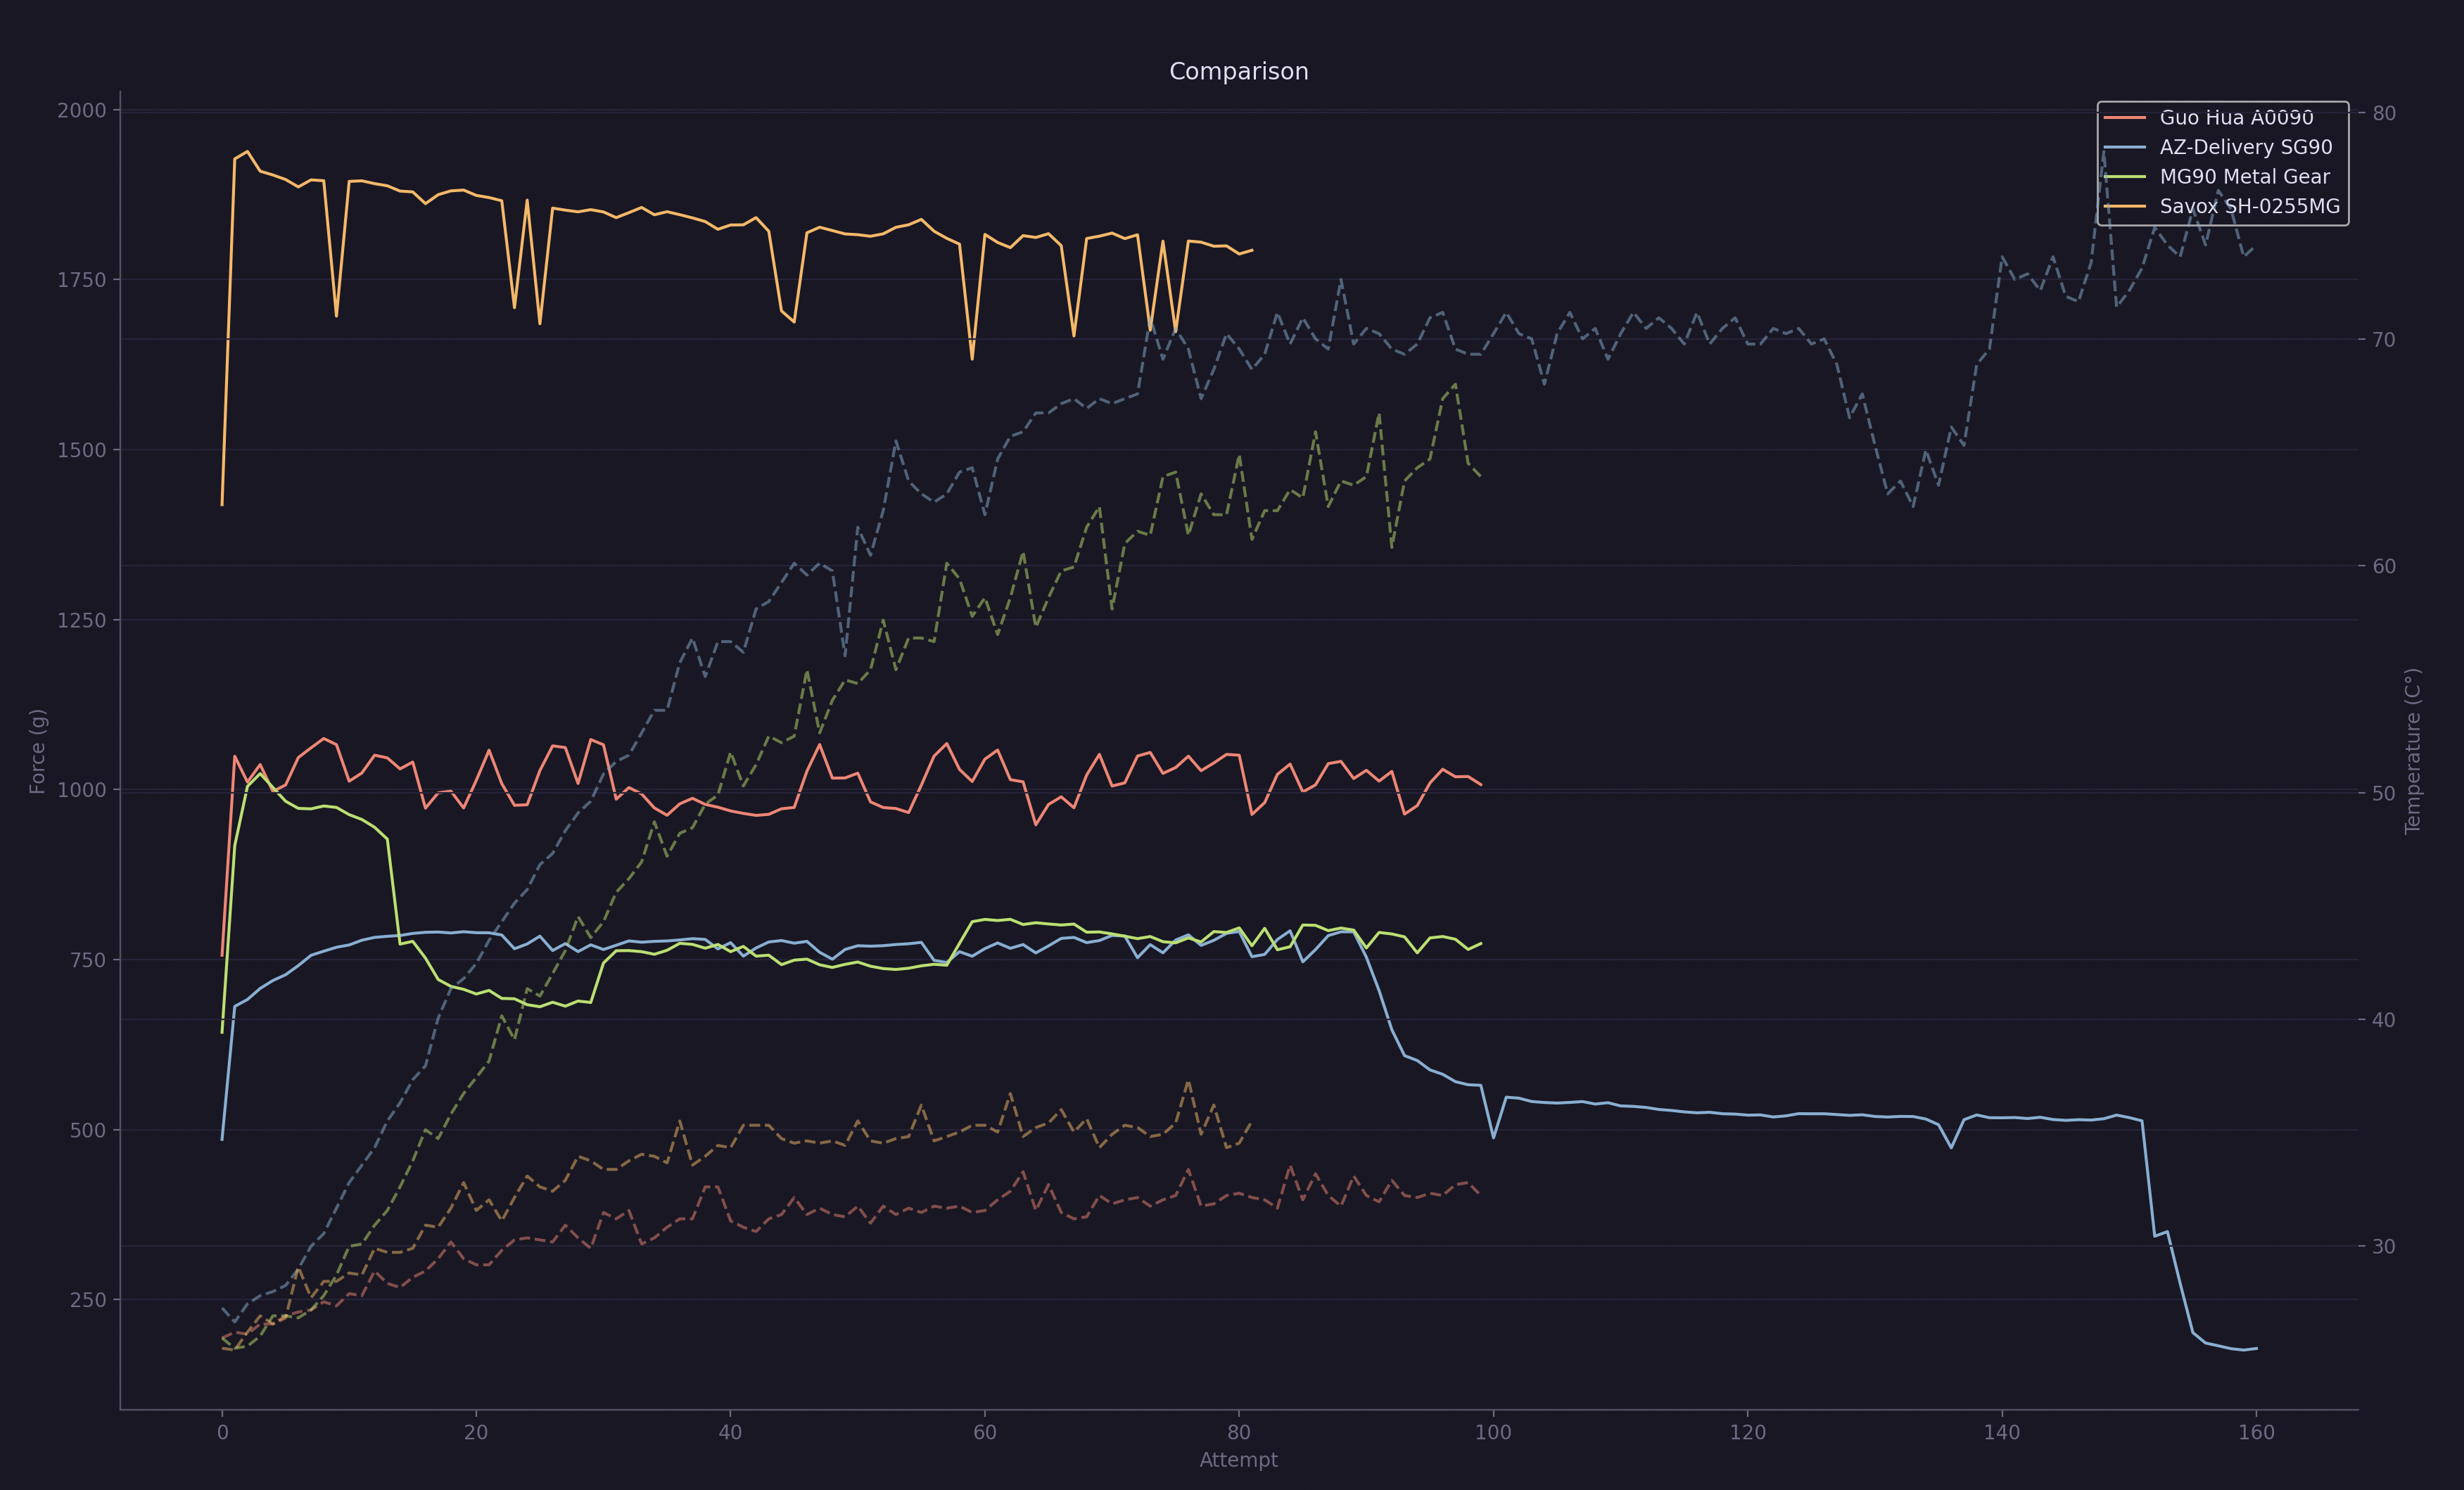 Comparison
2000
1750
1500
1250
1000
750
500
250
Force (g)
80
70
60
50
40
30
Temperature (C°)
Guo Hua A0090
AZ-Delivery SG90
MG90 Metal Gear
Savox SH-0255MG
0 20 40 60 80 100 120 140 160
Attempt